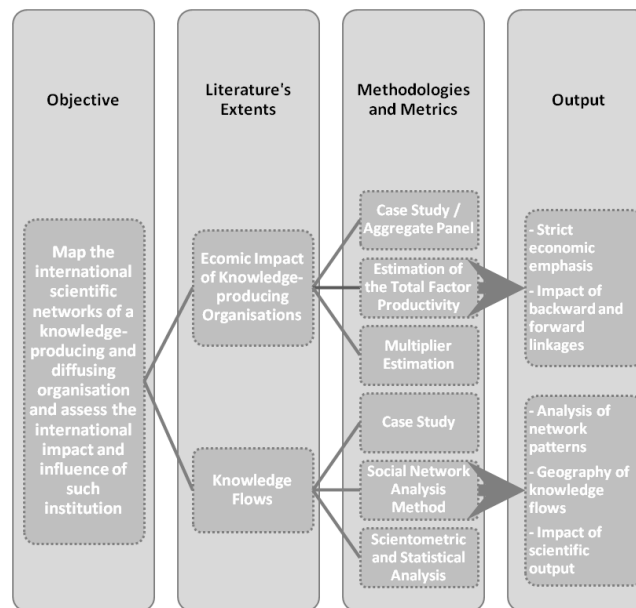 Objective
Literature's
Extents
Methodologies
and Metrics
Output
Map the
international
scientific
networks of a
knowledge-
producing and
diffusing
organisation
and assess the
international
impact and
influence of
such
institution
Ecomic Impact
of Knowledge-
producing
Organisations
Knowledge
Flows
Case Study /
Aggregate Panel
Estimation of
the Total Factor
Productivity
Multiplier
Estimation
Case Study
Social Network
Analysis
Method
Scientometric
and Statistical
Analysis
- Strict
economic
emphasis
- Impact of
backward and
forward
linkages
- Analysis of
network
patterns
- Geography of
knowledge
flows
- Impact of
scientific
output